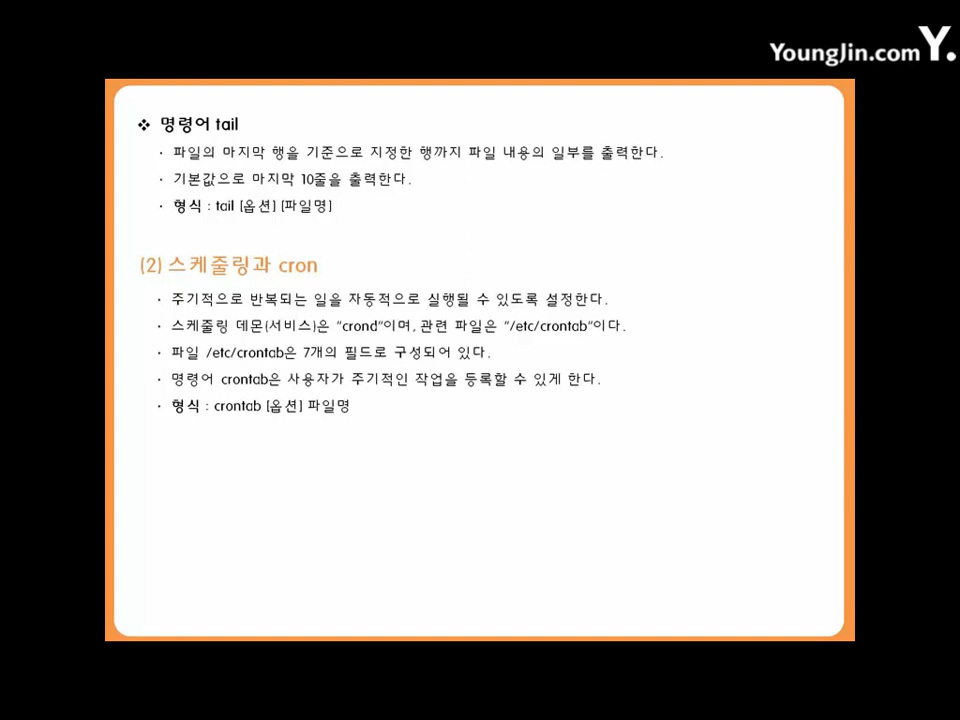 YoungJin.com Y.
❖ 명령어 tail
· 파일의 마지막 행을 기준으로 지정한 행까지 파일 내용의 일부를 출력한다.
· 기본값으로 마지막 10줄을 출력한다.
· 형식 : tail [옵션] [파일명]
(2) 스케줄링과 cron
· 주기적으로 반복되는 일을 자동적으로 실행될 수 있도록 설정한다.
· 스케줄링 데몬(서비스)은 "crond"이며, 관련 파일은 "/etc/crontab"이다.
· 파일 /etc/crontab은 7개의 필드로 구성되어 있다.
· 명령어 crontab은 사용자가 주기적인 작업을 등록할 수 있게 한다.
· 형식 : crontab [옵션] 파일명